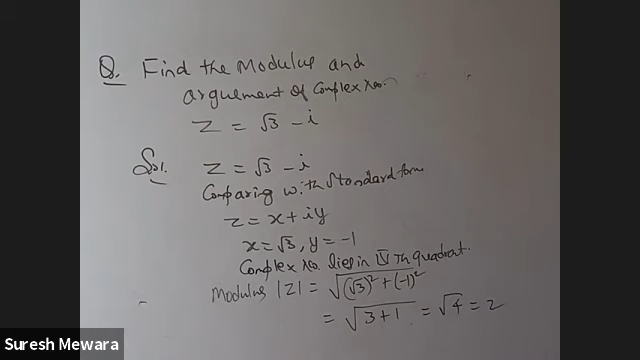 Q. Find the Modulus and
arguement of Complex No.
z = √3 - i
Sol. z = √3 - i
Comparing with Standard form
z = x + iy
x = √3, y = -1
Complex No. lies in IV th quadrant.
Modulus |Z| = √((√3)² + (-1)²
= √3+1 = √4 = 2
Suresh Mewara